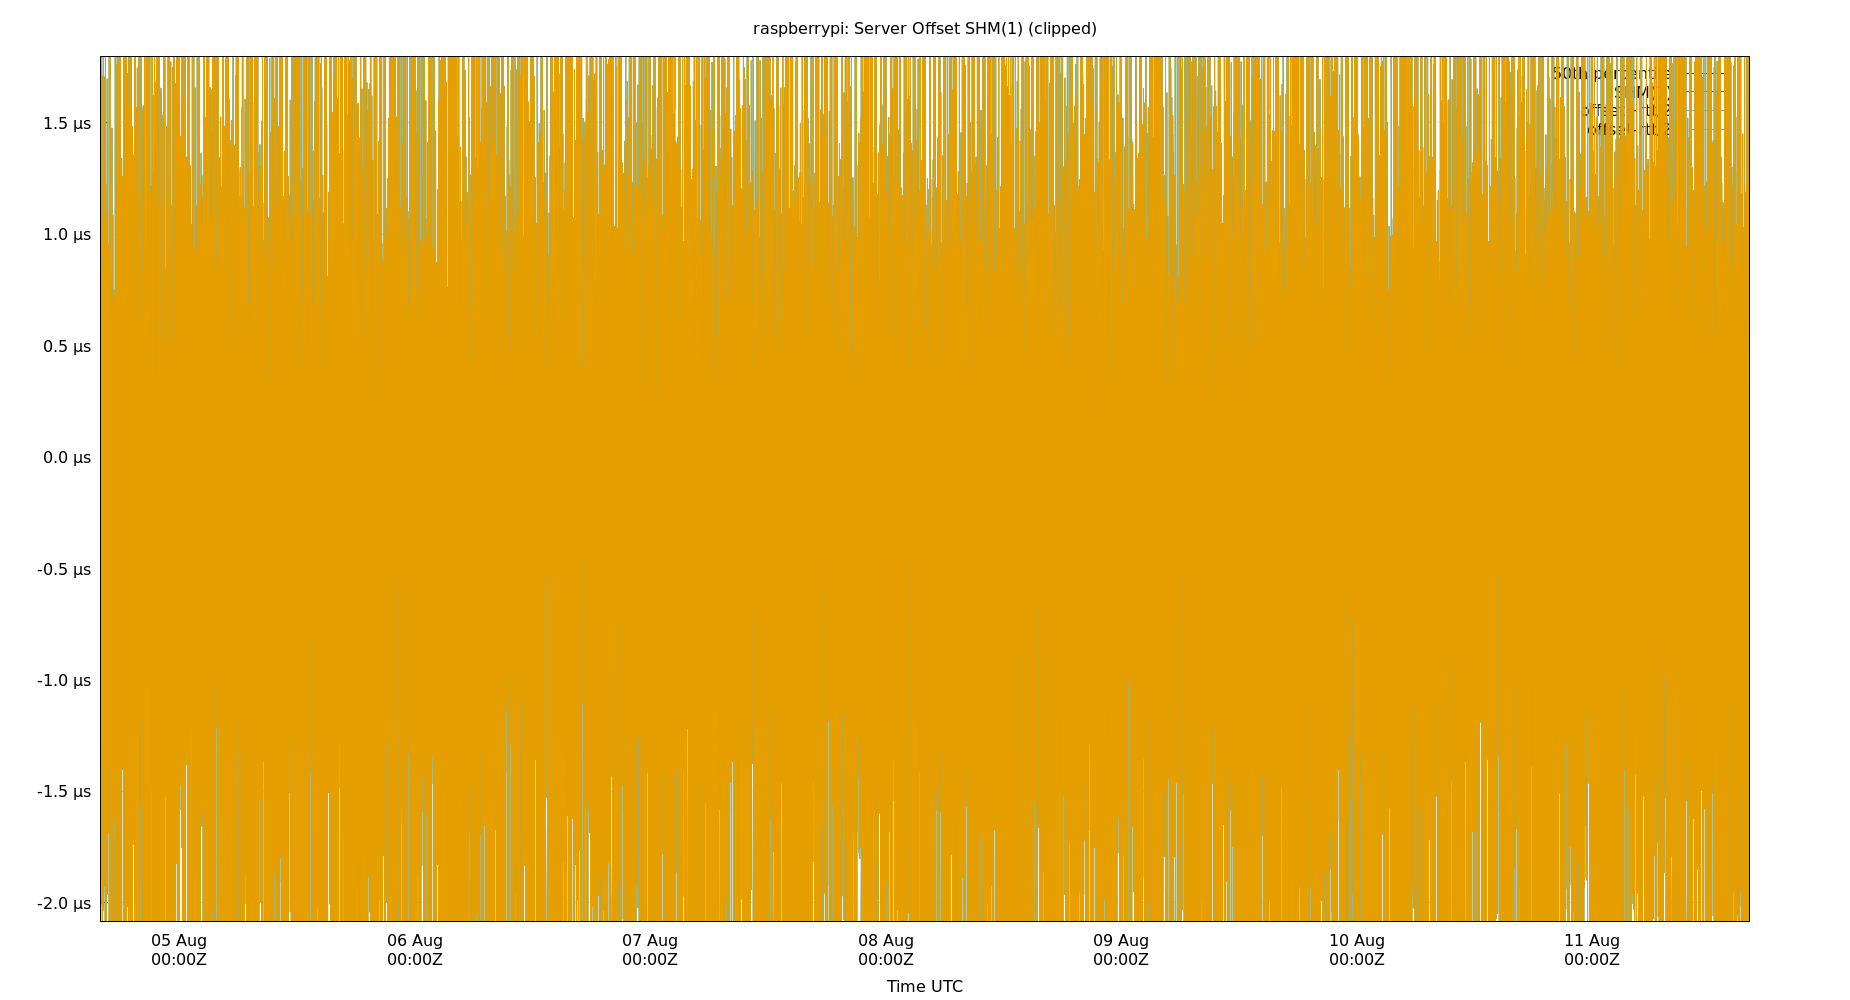 raspberrypi: Server Offset SHM(1) (clipped)
50th
1.5 µs
1.0 µs
0.5 µs
0.0 µs
-0.5 µs
-1.0 µs
-1.5 µs
-2.0 µs
05 Aug 06 Aug 07 Aug 08 Aug 09 Aug 10 Aug 11 Aug
00:00Z 00:00Z 00:00Z 00:00Z 00:00Z 00:00Z 00:00Z
Time UTC